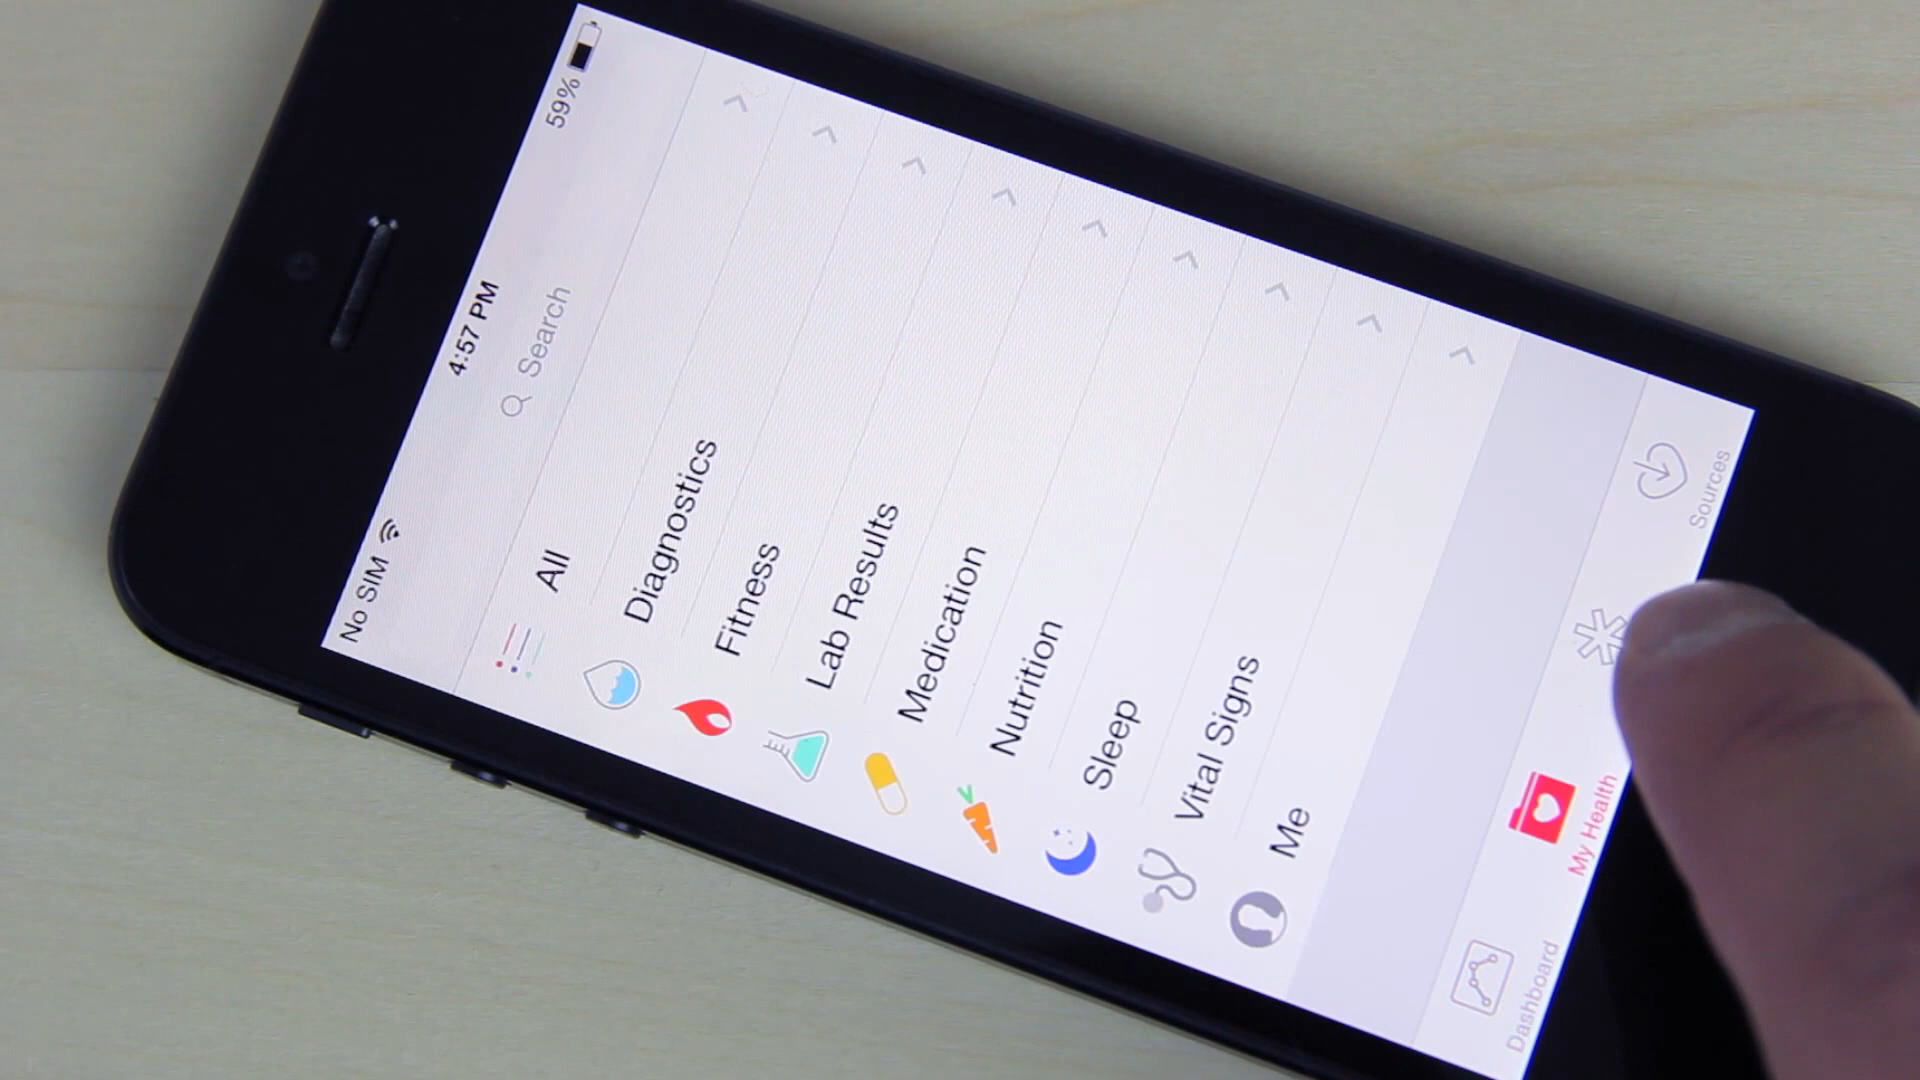 No SIM 4:57 PM 59%
Search
All
Diagnostics
Fitness
Lab Results
Medication
Nutrition
Sleep
Vital Signs
Me
Dashboard My Health Sources